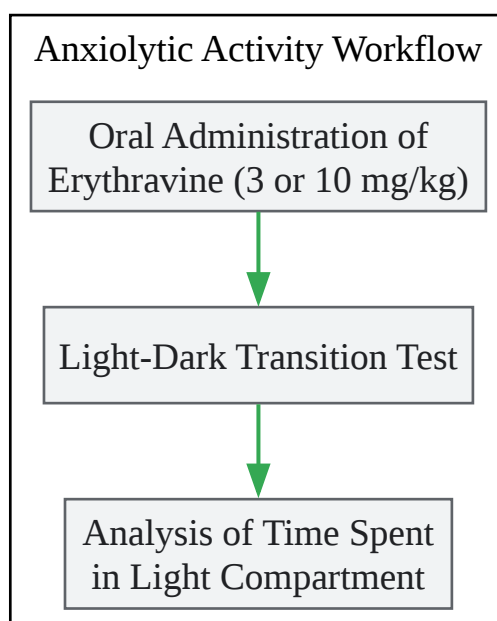 Anxiolytic Activity Workflow
Oral Administration of
Erythravine (3 or 10 mg/kg)
Light-Dark Transition Test
Analysis of Time Spent
in Light Compartment